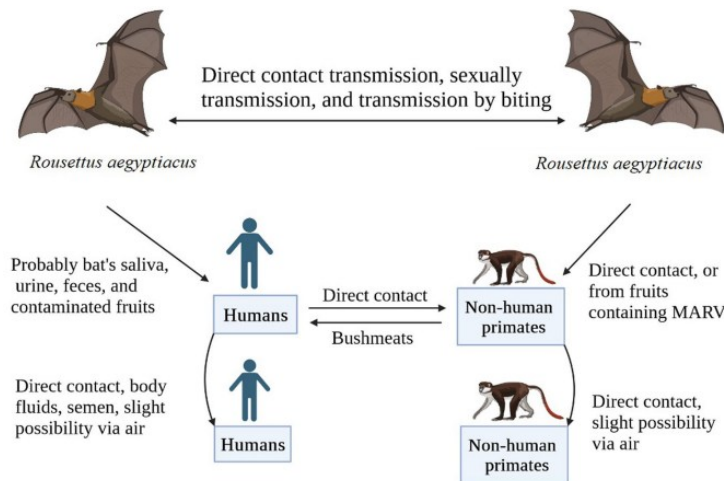 Direct contact transmission, sexually
transmission, and transmission by biting
Rousettus aegyptiacus
Rousettus aegyptiacus
Probably bat's saliva,
urine, feces, and
contaminated fruits
Humans
Direct contact
Bushmeats
Non-human
primates
Direct contact, or
from fruits
containing MARV
Direct contact, body
fluids, semen, slight
possibility via air
Humans
Non-human
primates
Direct contact,
slight possibility
via air